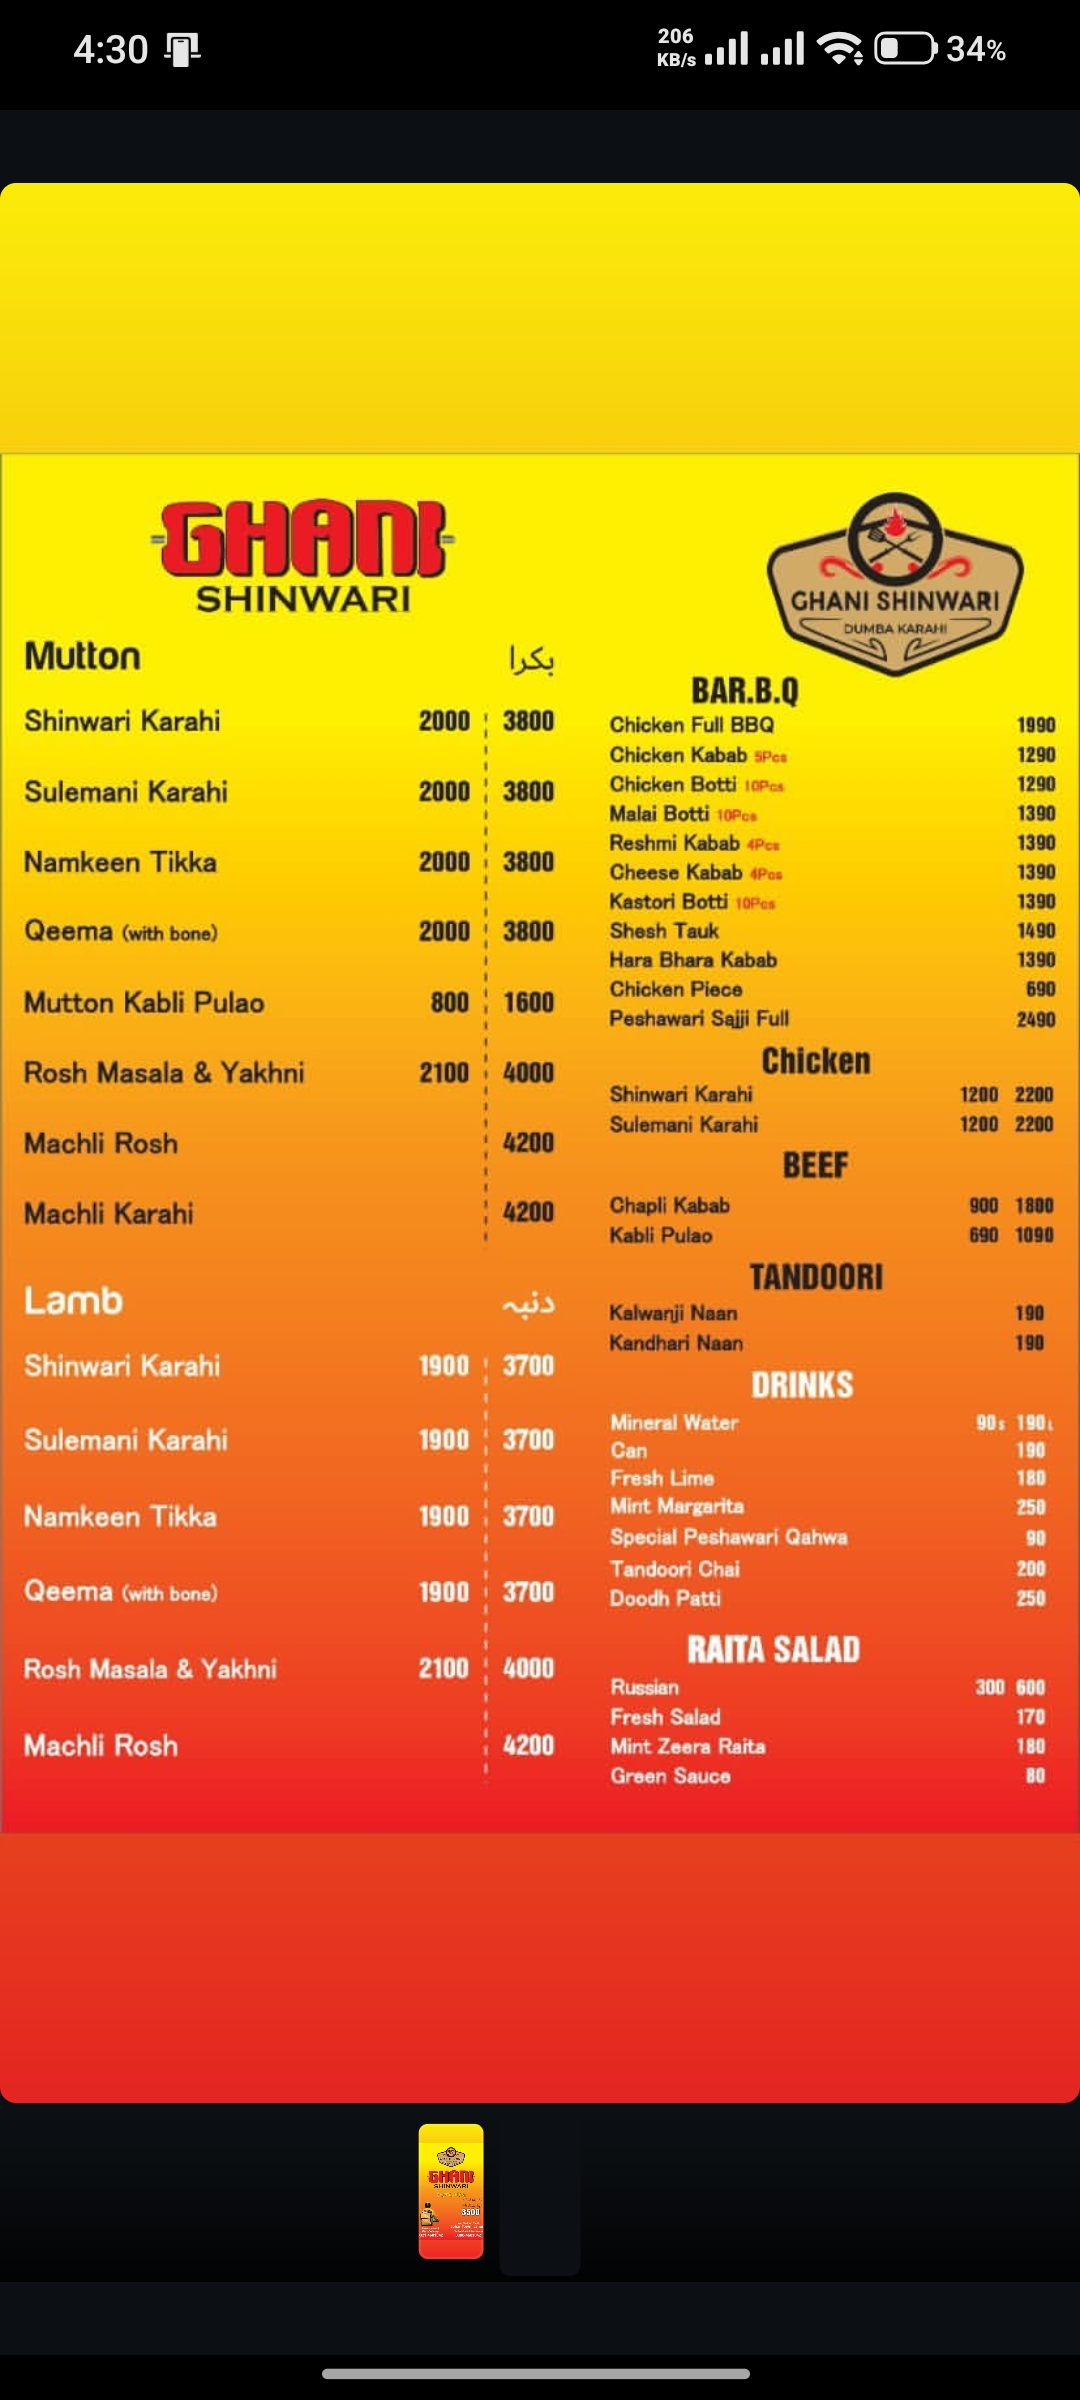 4:30
206 KB/s
34%
GHANI
SHINWARI
GHANI SHINWARI
DUMBA KARAHI
Mutton بکرا
Shinwari Karahi 2000 3800
Sulemani Karahi 2000 3800
Namkeen Tikka 2000 3800
Qeema (with bone) 2000 3800
Mutton Kabli Pulao 800 1600
Rosh Masala & Yakhni 2100 4000
Machli Rosh 4200
Machli Karahi 4200
Lamb دنبہ
Shinwari Karahi 1900 3700
Sulemani Karahi 1900 3700
Namkeen Tikka 1900 3700
Qeema (with bone) 1900 3700
Rosh Masala & Yakhni 2100 4000
Machli Rosh 4200
BAR.B.Q
Chicken Full BBQ 1990
Chicken Kabab 5Pcs 1290
Chicken Botti 10Pcs 1290
Malai Botti 10Pcs 1390
Reshmi Kabab 4Pcs 1390
Cheese Kabab 4Pcs 1390
Kastori Botti 10Pcs 1390
Shesh Tauk 1490
Hara Bhara Kabab 1390
Chicken Piece 690
Peshawari Sajji Full 2490
Chicken
Shinwari Karahi 1200 2200
Sulemani Karahi 1200 2200
BEEF
Chapli Kabab 900 1800
Kabli Pulao 690 1090
TANDOORI
Kalwanji Naan 190
Kandhari Naan 190
DRINKS
Mineral Water 90s 190L
Can 190
Fresh Lime 180
Mint Margarita 250
Special Peshawari Qahwa 90
Tandoori Chai 200
Doodh Patti 250
RAITA SALAD
Russian 300 600
Fresh Salad 170
Mint Zeera Raita 180
Green Sauce 80
GHANI
SHINWARI
3500